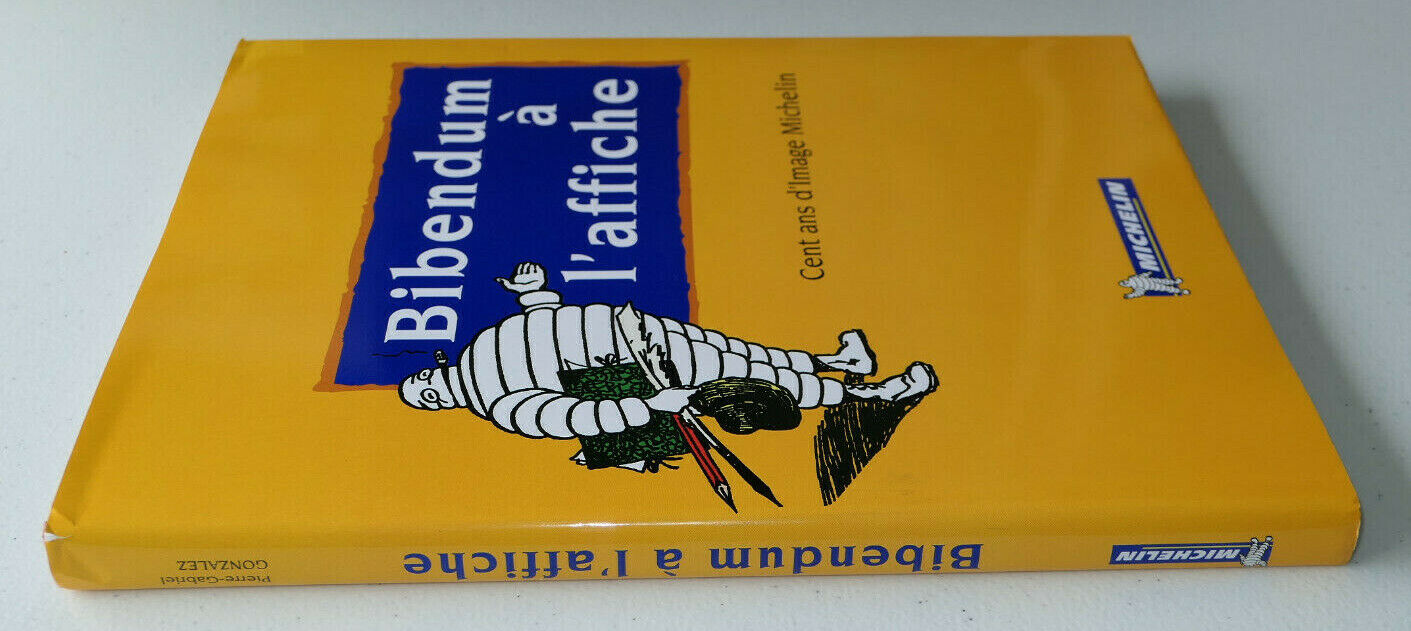 Bibendum
à
l'affiche
Cent ans d'Image Michelin
MICHELIN
Pierre-Gabriel
GONZALEZ
Bibendum à l'affiche
MICHELIN